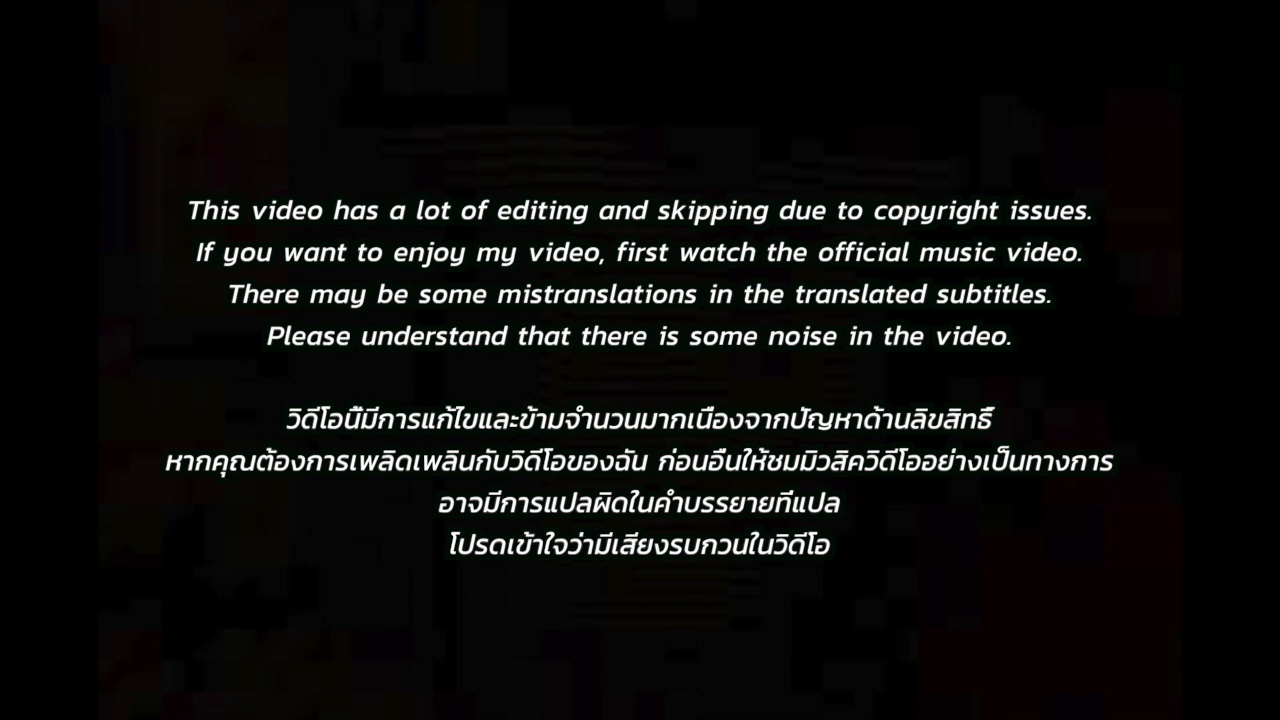 This video has a lot of editing and skipping due to copyright issues.
If you want to enjoy my video, first watch the official music video.
There may be some mistranslations in the translated subtitles.
Please understand that there is some noise in the video.
วิดีโอนี้มีการแก้ไขและข้ามจำนวนมากเนื่องจากปัญหาด้านลิขสิทธิ์
หากคุณต้องการเพลิดเพลินกับวิดีโอของฉัน ก่อนอื่นให้ชมมิวสิควิดีโออย่างเป็นทางการ
อาจมีการแปลผิดในคำบรรยายที่แปล
โปรดเข้าใจว่ามีเสียงรบกวนในวิดีโอ